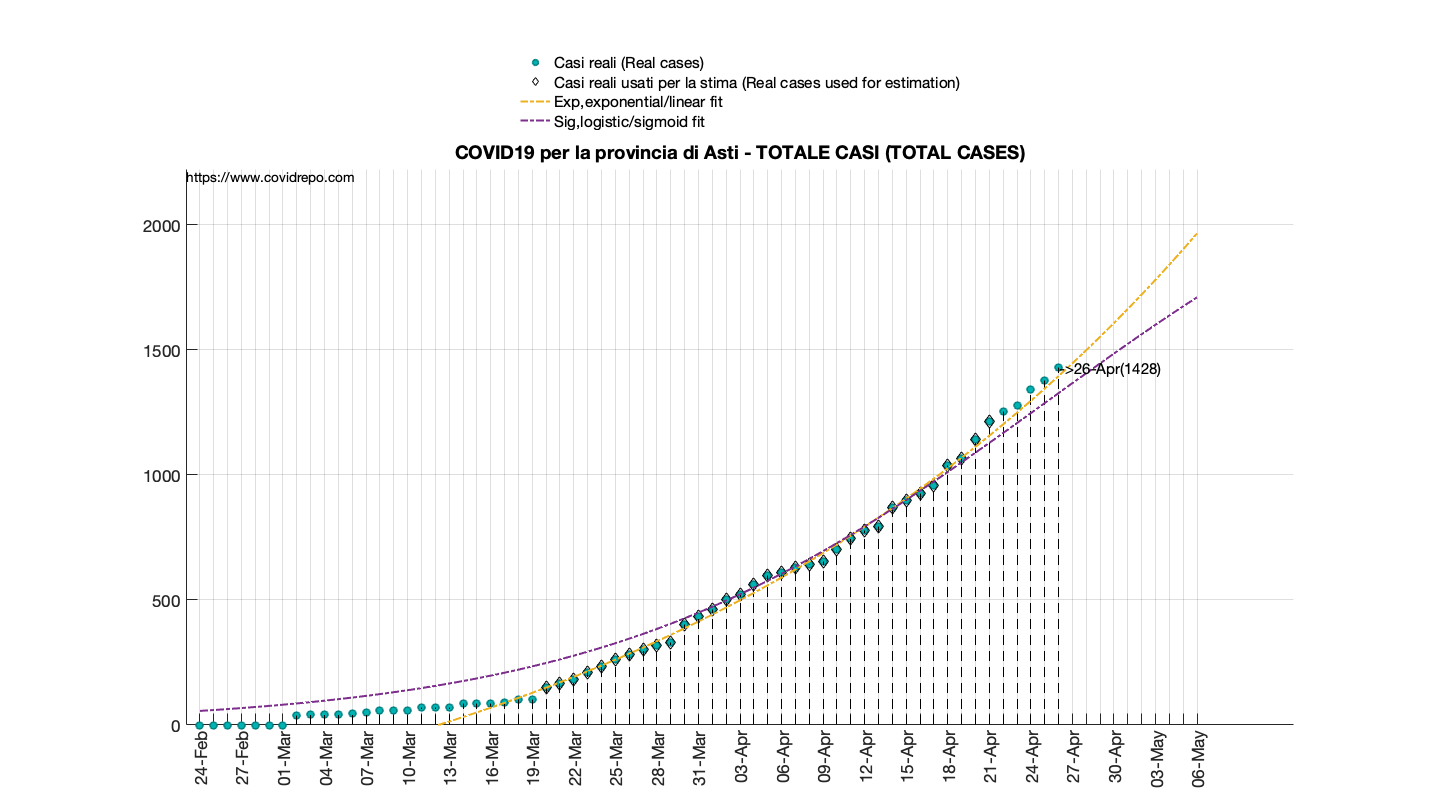 Casi reali (Real cases)
Casi reali usati per la stima (Real cases used for estimation)
Exp,exponential/linear fit
Sig,logistic/sigmoid fit
COVID19 per la provincia di Asti - TOTALE CASI (TOTAL CASES)
https://www.covidrepo.com
2000
1500
->26-Apr(1428)
1000
500
0
24-Feb
27-Feb
01-Mar
04-Mar
07-Mar
10-Mar
13-Mar
16-Mar
19-Mar
22-Mar
25-Mar
28-Mar
31-Mar
03-Apr
06-Apr
09-Apr
12-Apr
15-Apr
18-Apr
21-Apr
24-Apr
27-Apr
30-Apr
03-May
06-May